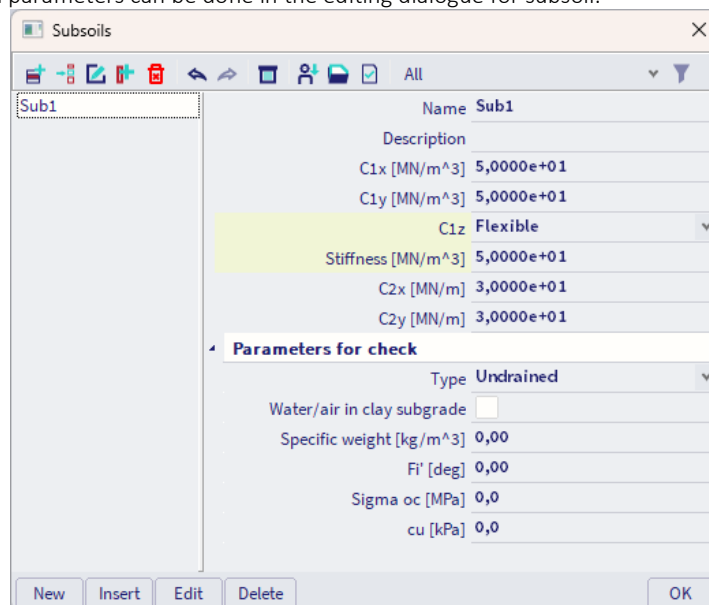 parameters can be done in the editing dialogue for subsoil.
Subsoils
All
Sub1
Name Sub1
Description
C1x [MN/m^3] 5,0000e+01
C1y [MN/m^3] 5,0000e+01
C1z Flexible
Stiffness [MN/m^3] 5,0000e+01
C2x [MN/m] 3,0000e+01
C2y [MN/m] 3,0000e+01
Parameters for check
Type Undrained
Water/air in clay subgrade
Specific weight [kg/m^3] 0,00
Fi' [deg] 0,00
Sigma oc [MPa] 0,0
cu [kPa] 0,0
New Insert Edit Delete OK